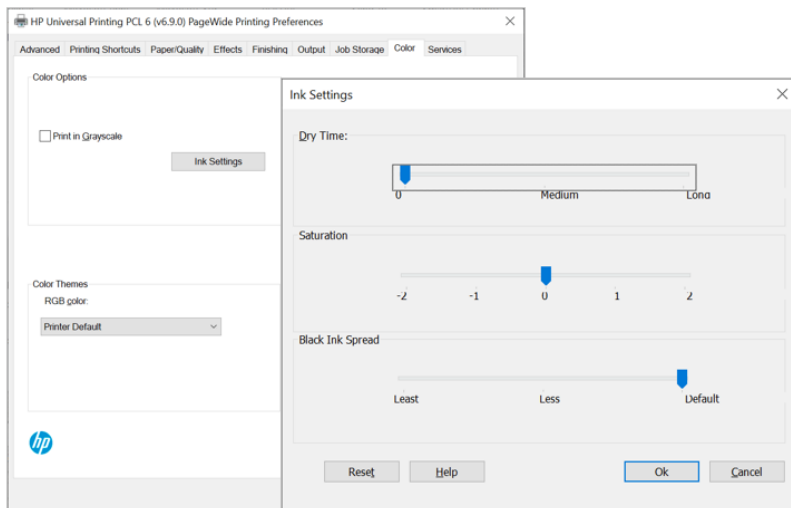 HP Universal Printing PCL 6 (v6.9.0) PageWide Printing Preferences
Advanced Printing Shortcuts Paper/Quality Effects Finishing Output Job Storage Color Services
Color Options
Print in Grayscale
Ink Settings
Color Themes
RGB color:
Printer Default
hp
Ink Settings
Dry Time:
0 Medium Long
Saturation
-2 -1 0 1 2
Black Ink Spread
Least Less Default
Reset Help Ok Cancel